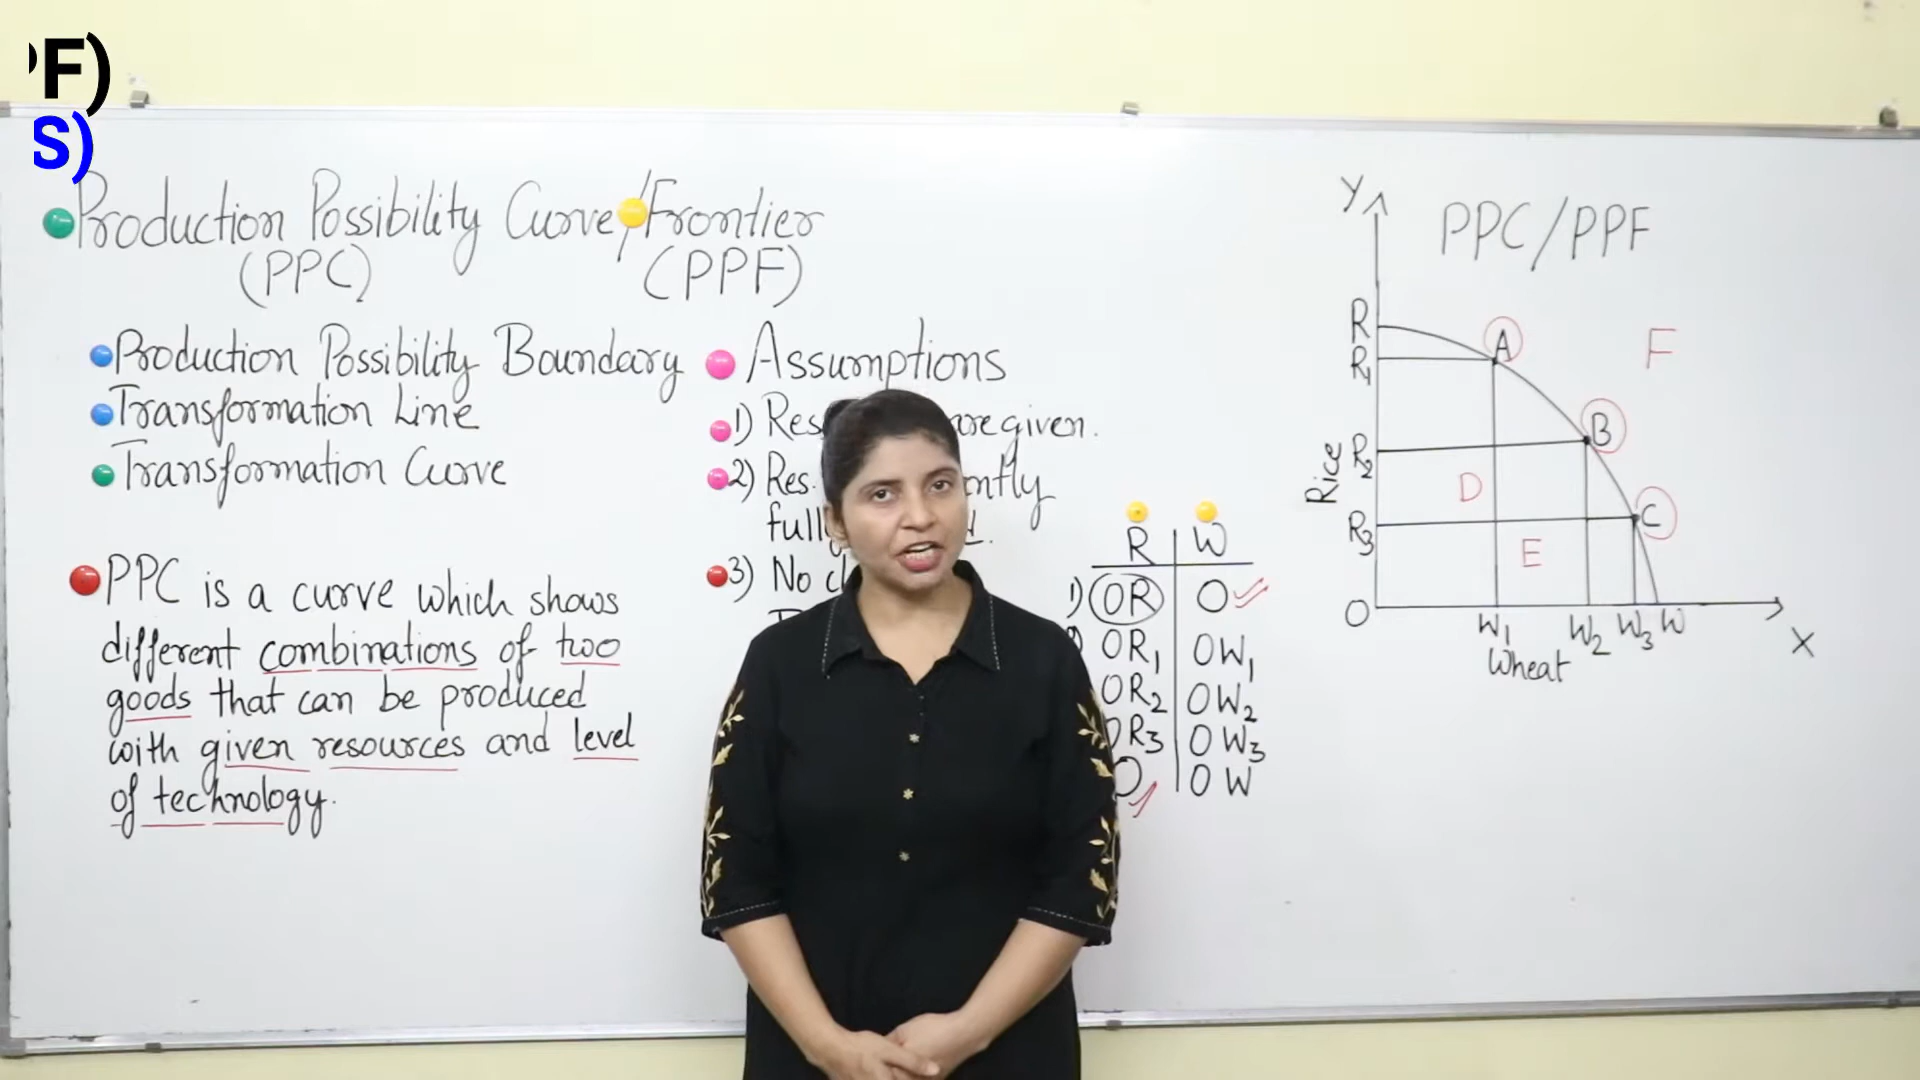 PF)
S)
Production Possibility Curve/Frontier
(PPC) (PPF)
Production Possibility Boundary
Transformation Line
Transformation Curve
PPC is a curve which shows
different combinations of two
goods that can be produced
with given resources and level
of technology.
Assumptions
1) Res are given.
2) Res. ntly
full
3) No
R W
1) OR O
OR1 OW1
OR2 OW2
OR3 OW3
O OW
PPC/PPF
Y
R
R1
R2
R3
O
Rice
A
B
C
D
E
F
W1 W2 W3 W
Wheat
X